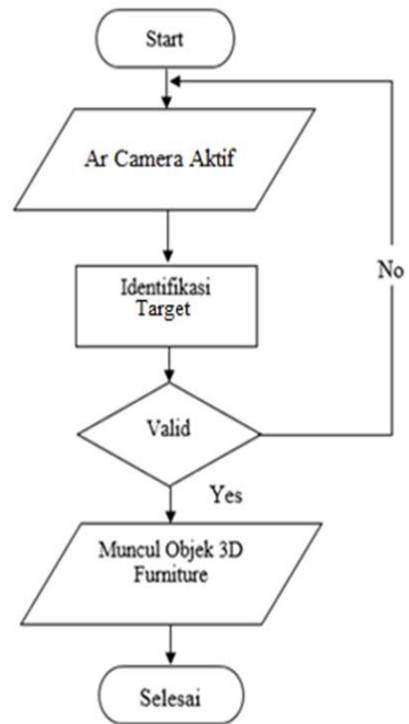 Start
Ar Camera Aktif
Identifikasi
Target
No
Valid
Yes
Muncul Objek 3D
Furniture
Selesai